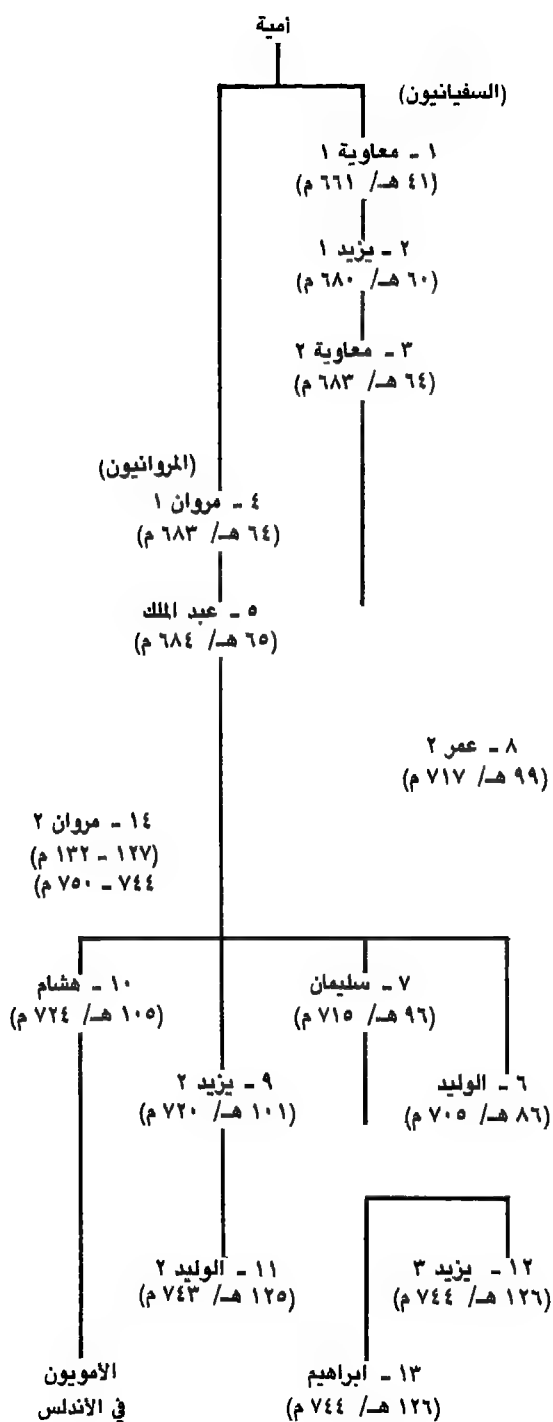 أمية
(السفيانيون)
١ - معاوية ١
(٤١ هـ/ ٦٦١ م)
٢ - يزيد ١
(٦٠ هـ/ ٦٨٠ م)
٣ - معاوية ٢
(٦٤ هـ/ ٦٨٣ م)
(المروانيون)
٤ - مروان ١
(٦٤ هـ/ ٦٨٣ م)
٥ - عبد الملك
(٦٥ هـ/ ٦٨٤ م)
٨ - عمر ٢
(٩٩ هـ/ ٧١٧ م)
١٤ - مروان ٢
(١٢٧ - ١٣٢ م)
٧٤٤ - ٧٥٠ م)
٧ - سليمان
(٩٦ هـ/ ٧١٥ م)
١٠ - هشام
(١٠٥ هـ/ ٧٢٤ م)
٦ - الوليد
(٨٦ هـ/ ٧٠٥ م)
٩ - يزيد ٢
(١٠١ هـ/ ٧٢٠ م)
١٢ - يزيد ٣
(١٢٦ هـ/ ٧٤٤ م)
١١ - الوليد ٢
(١٢٥ هـ/ ٧٤٣ م)
١٣ - ابراهيم
(١٢٦ هـ/ ٧٤٤ م)
الأمويون
في الأندلس